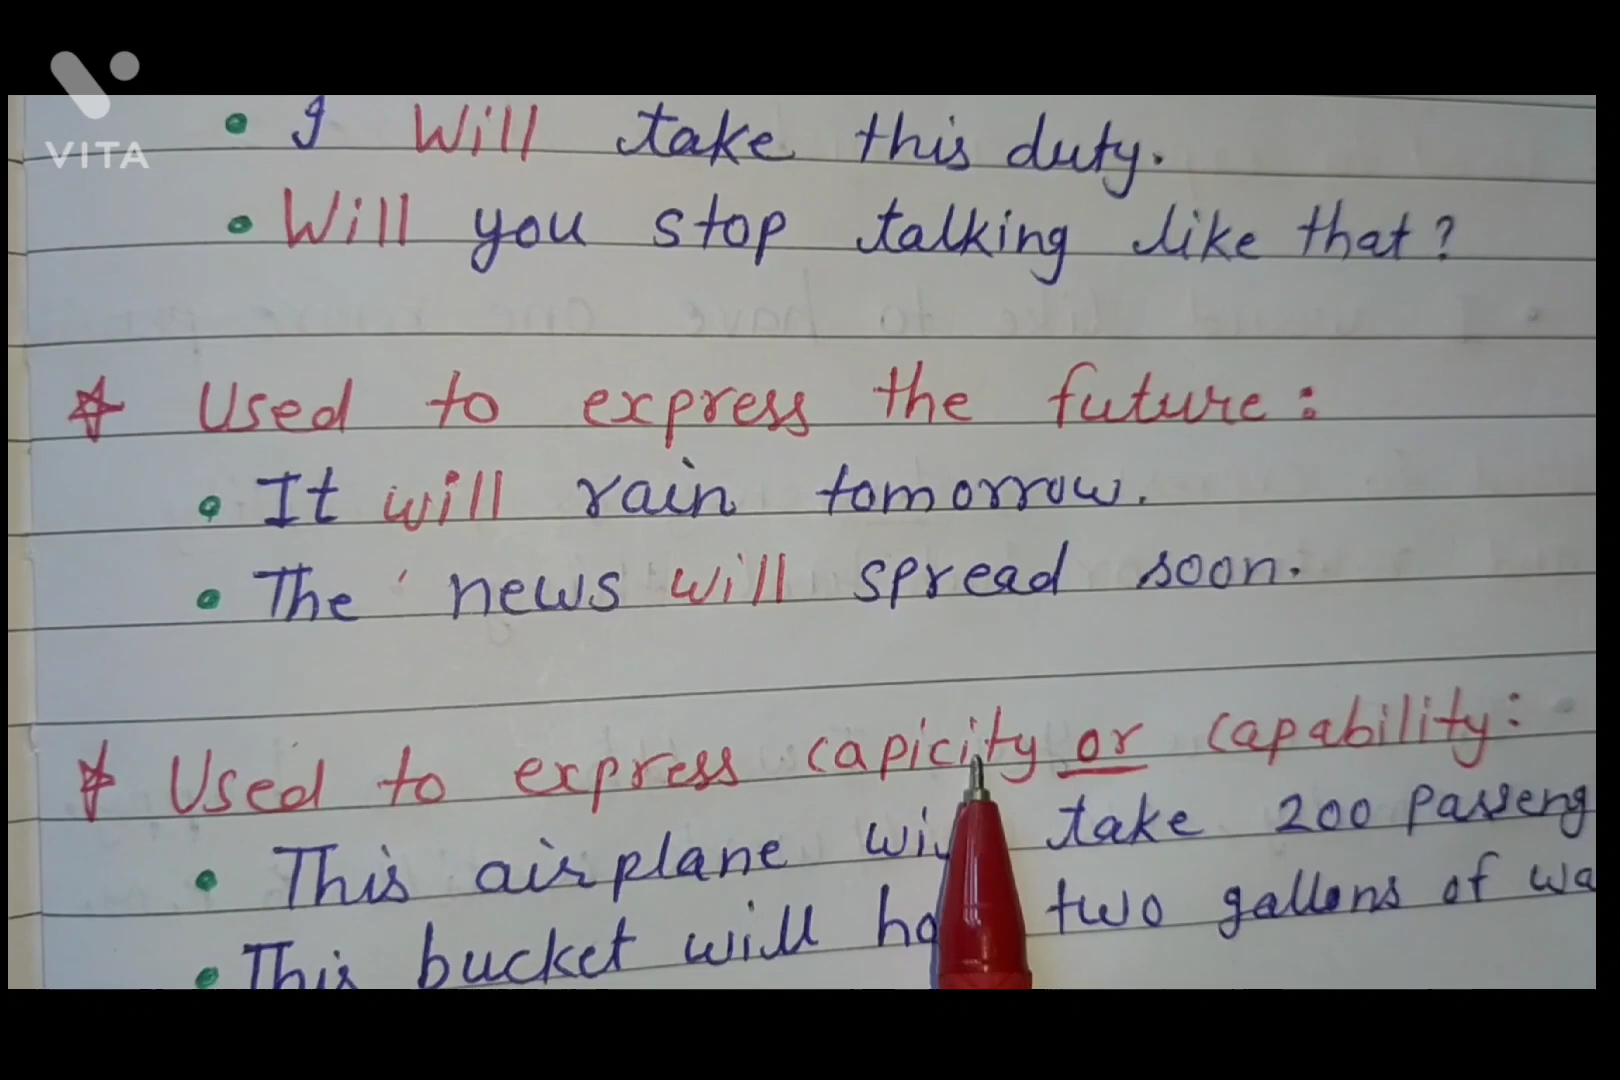 VITA
• I Will take this duty.
• Will you stop talking like that?
☆ Used to express the future:
• It will rain tomorrow.
• The news will spread soon.
☆ Used to express capicity or capability:
• This airplane take 200 passeng
• This bucket will two gallons of wa